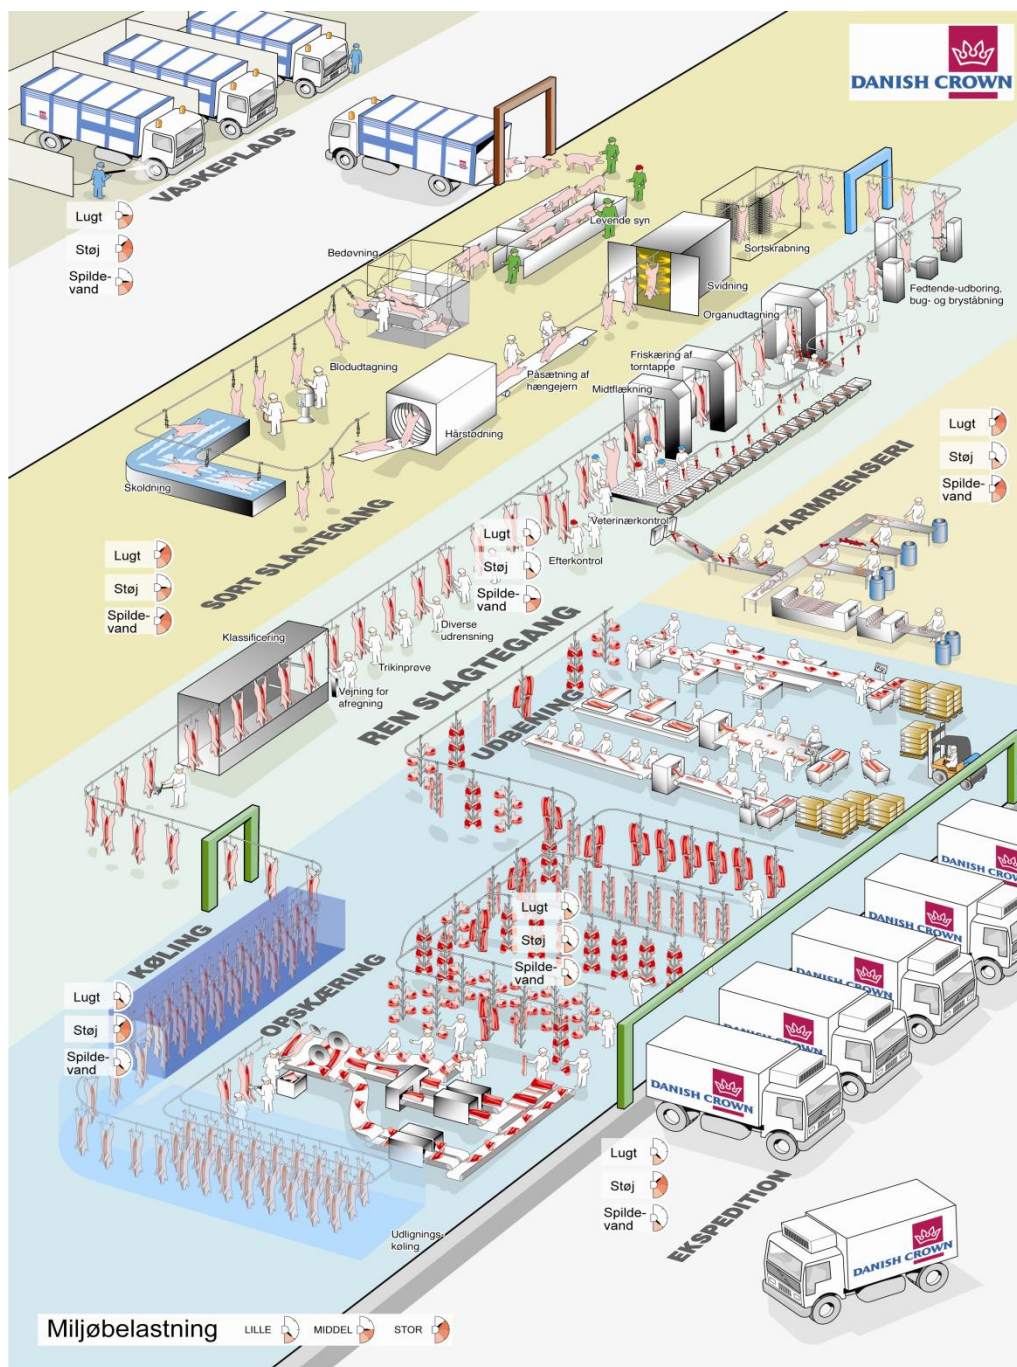 DANISH CROWN
VASKEPLADS
Lugt
Støj
Spilde-
vand
Levende syn
Bedøvning
Sortskrabning
Svidning
Fedtende-udboring,
bug- og bryståbning
Organudtagning
Friskæring af
torntappe
Midtflækning
Påsætning af
hængejern
Blodudtagning
Hårstødning
Skoldning
SORT SLAGTEGANG
Lugt
Støj
Spilde-
vand
TARMRENSERI
Lugt
Støj
Spilde-
vand
Veterinærkontrol
Efterkontrol
Lugt
Støj
Spilde-
vand
Diverse
udrensning
Trikinprøve
Vejning for
afregning
Klassificering
REN SLAGTEGANG
UDBENING
KØLING
Lugt
Støj
Spilde-
vand
OPSKÆRING
Lugt
Støj
Spilde-
vand
Udlignings-
køling
DANISH CROWN
DANISH CROWN
DANISH CROWN
DANISH CROWN
DANISH CROWN
EKSPEDITION
Lugt
Støj
Spilde-
vand
DANISH CROWN
Miljøbelastning LILLE MIDDEL STOR